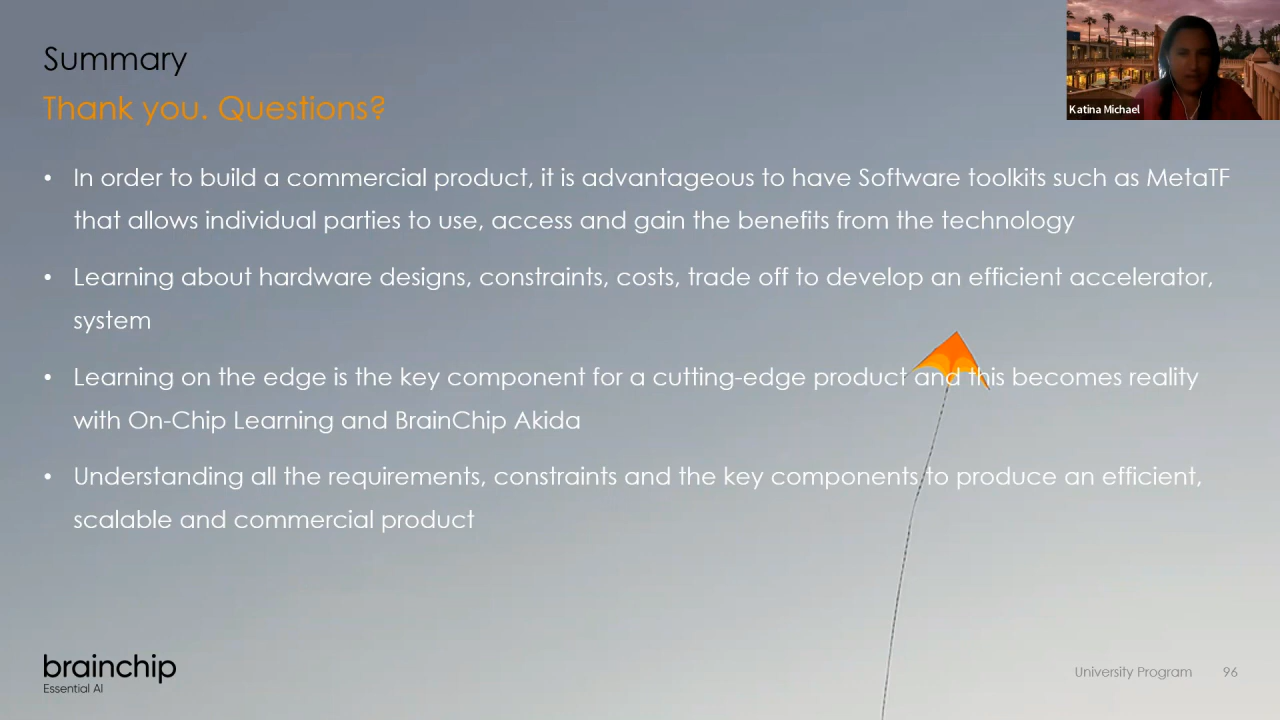 Summary
Katina Michael
Thank you. Questions?
• In order to build a commercial product, it is advantageous to have Software toolkits such as MetaTF
that allows individual parties to use, access and gain the benefits from the technology
• Learning about hardware designs, constraints, costs, trade off to develop an efficient accelerator,
system
• Learning on the edge is the key component for a cutting-edge product and this becomes reality
with On-Chip Learning and BrainChip Akida
• Understanding all the requirements, constraints and the key components to produce an efficient,
scalable and commercial product
brainchip
Essential AI
University Program 96